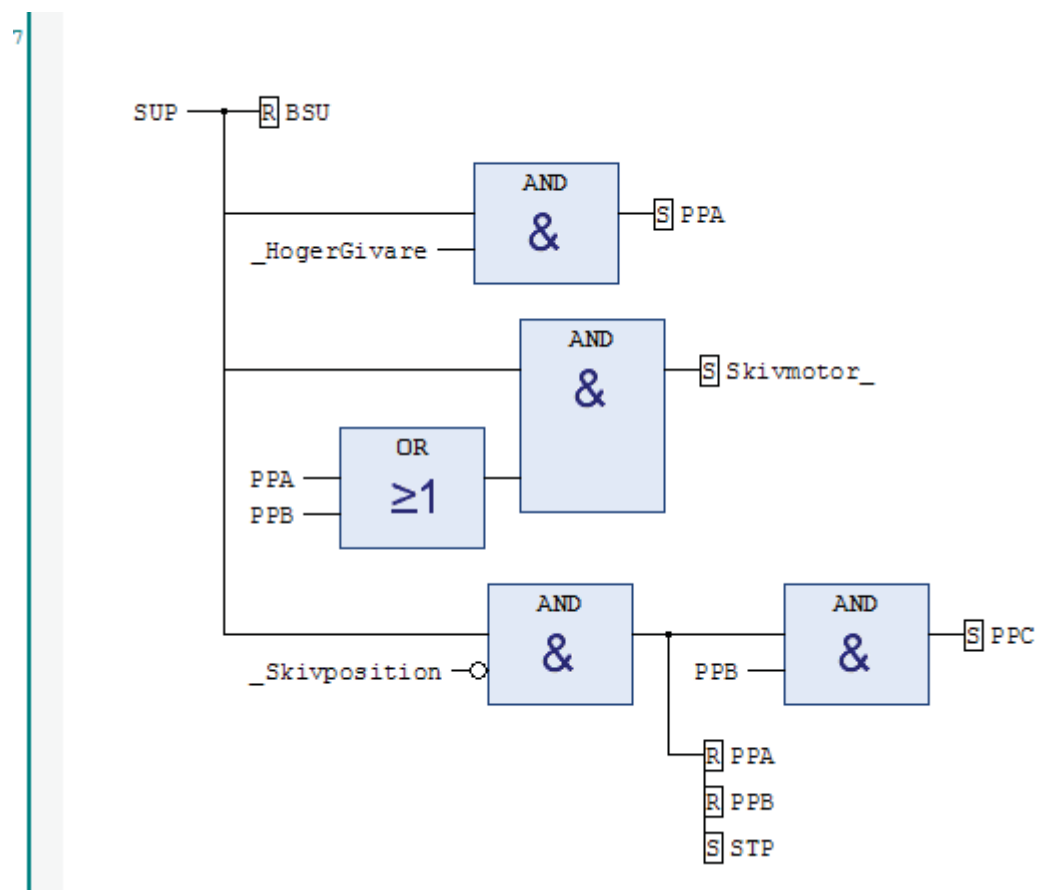 7
SUP R BSU
AND
& S PPA
_HogerGivare
AND
& S Skivmotor_
OR
PPA ≥1
PPB
AND AND
& & S PPC
_Skivposition PPB
R PPA
R PPB
S STP